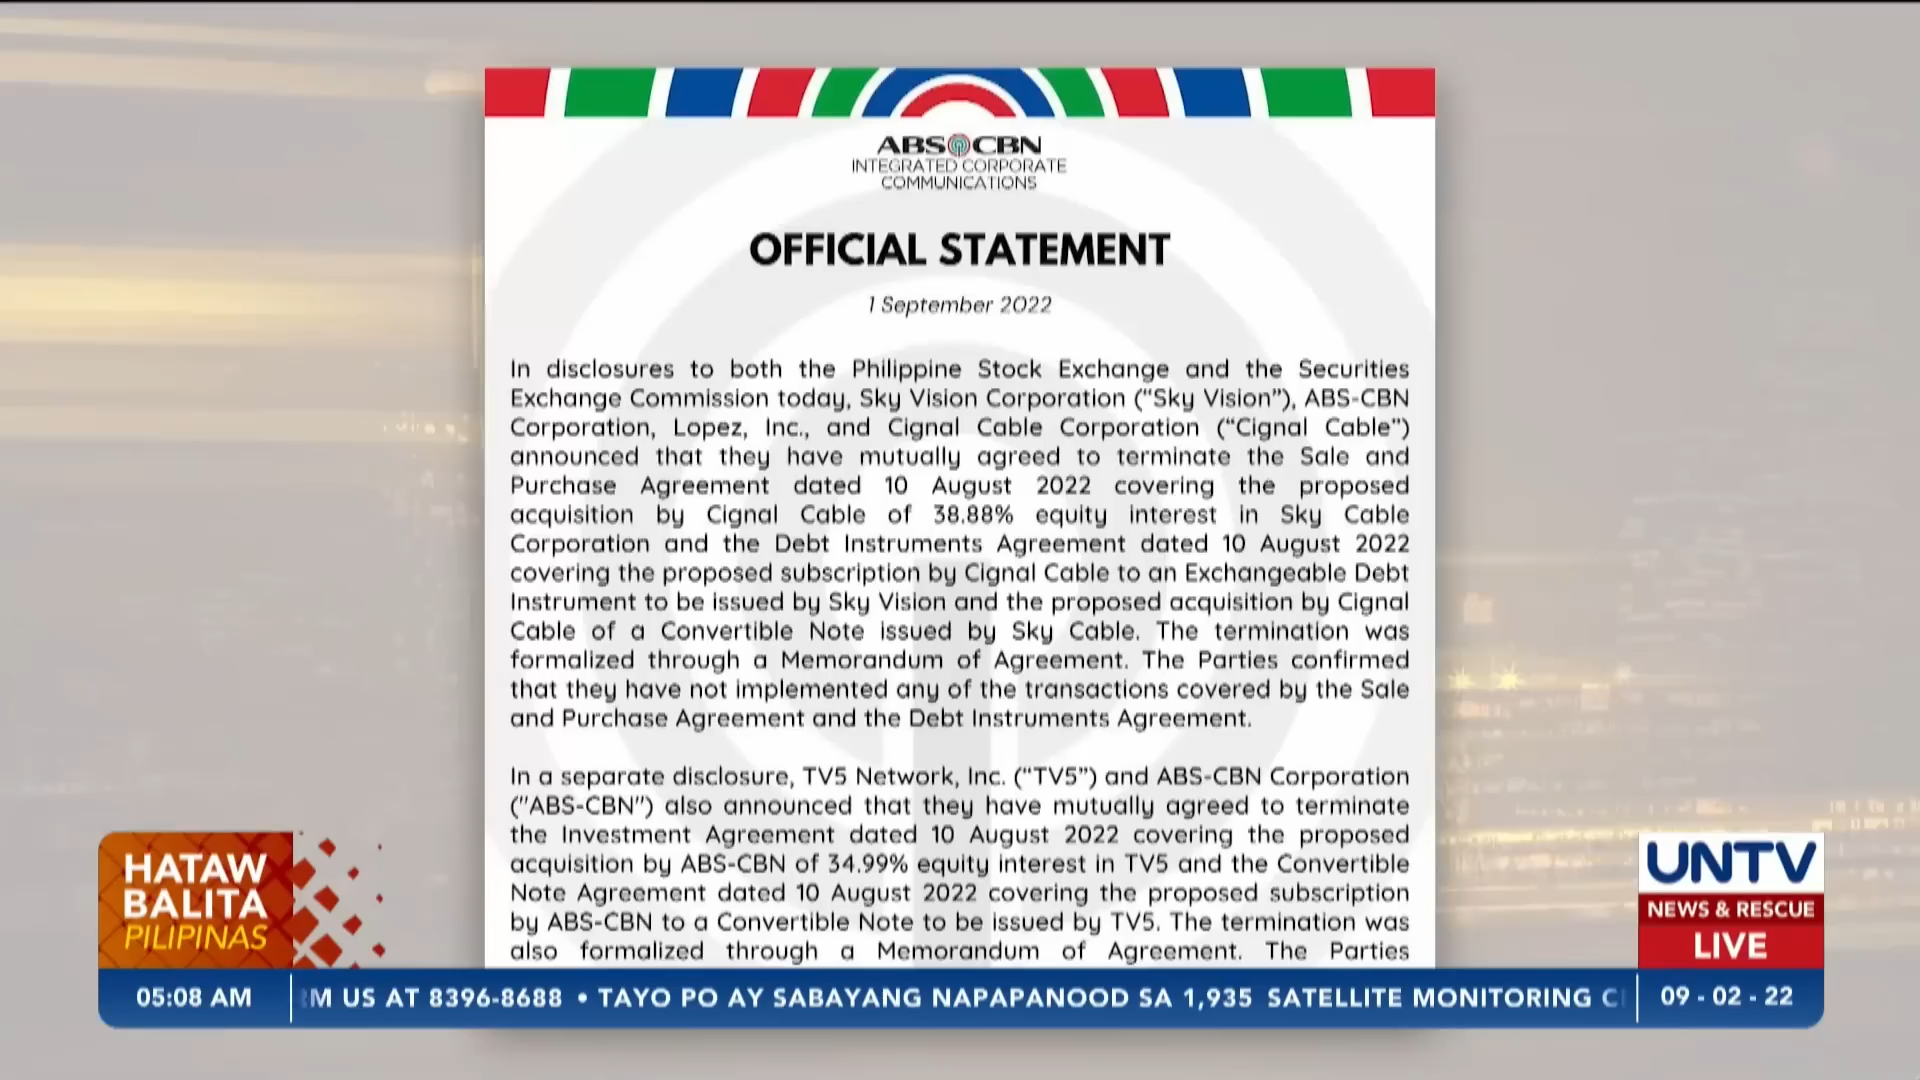 ABS CBN
INTEGRATED CORPORATE
COMMUNICATIONS
OFFICIAL STATEMENT
1 September 2022
In disclosures to both the Philippine Stock Exchange and the Securities
Exchange Commission today, Sky Vision Corporation (“Sky Vision”), ABS-CBN
Corporation, Lopez, Inc., and Cignal Cable Corporation (“Cignal Cable”)
announced that they have mutually agreed to terminate the Sale and
Purchase Agreement dated 10 August 2022 covering the proposed
acquisition by Cignal Cable of 38.88% equity interest in Sky Cable
Corporation and the Debt Instruments Agreement dated 10 August 2022
covering the proposed subscription by Cignal Cable to an Exchangeable Debt
Instrument to be issued by Sky Vision and the proposed acquisition by Cignal
Cable of a Convertible Note issued by Sky Cable. The termination was
formalized through a Memorandum of Agreement. The Parties confirmed
that they have not implemented any of the transactions covered by the Sale
and Purchase Agreement and the Debt Instruments Agreement.
In a separate disclosure, TV5 Network, Inc. (“TV5”) and ABS-CBN Corporation
("ABS-CBN") also announced that they have mutually agreed to terminate
the Investment Agreement dated 10 August 2022 covering the proposed
acquisition by ABS-CBN of 34.99% equity interest in TV5 and the Convertible
Note Agreement dated 10 August 2022 covering the proposed subscription
by ABS-CBN to a Convertible Note to be issued by TV5. The termination was
also formalized through a Memorandum of Agreement. The Parties
HATAW
BALITA
PILIPINAS
UNTV
NEWS & RESCUE
LIVE
05:08 AM
M US AT 8396-8688 • TAYO PO AY SABAYANG NAPAPANOOD SA 1,935 SATELLITE MONITORING
09 - 02 - 22